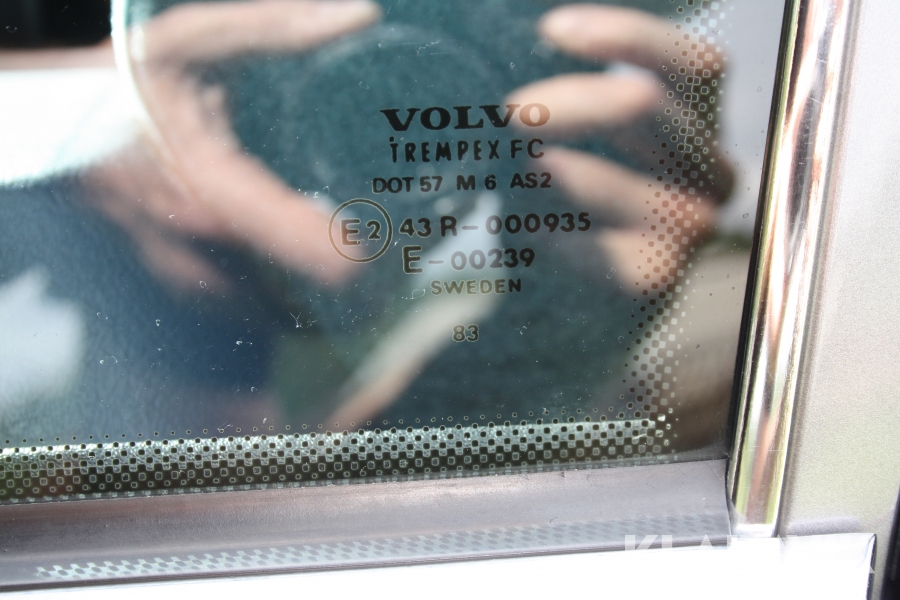 VOLVO
TREMPEX FC
DOT 57 M 6 AS2
E2 43 R-000935
E-00239
SWEDEN
83